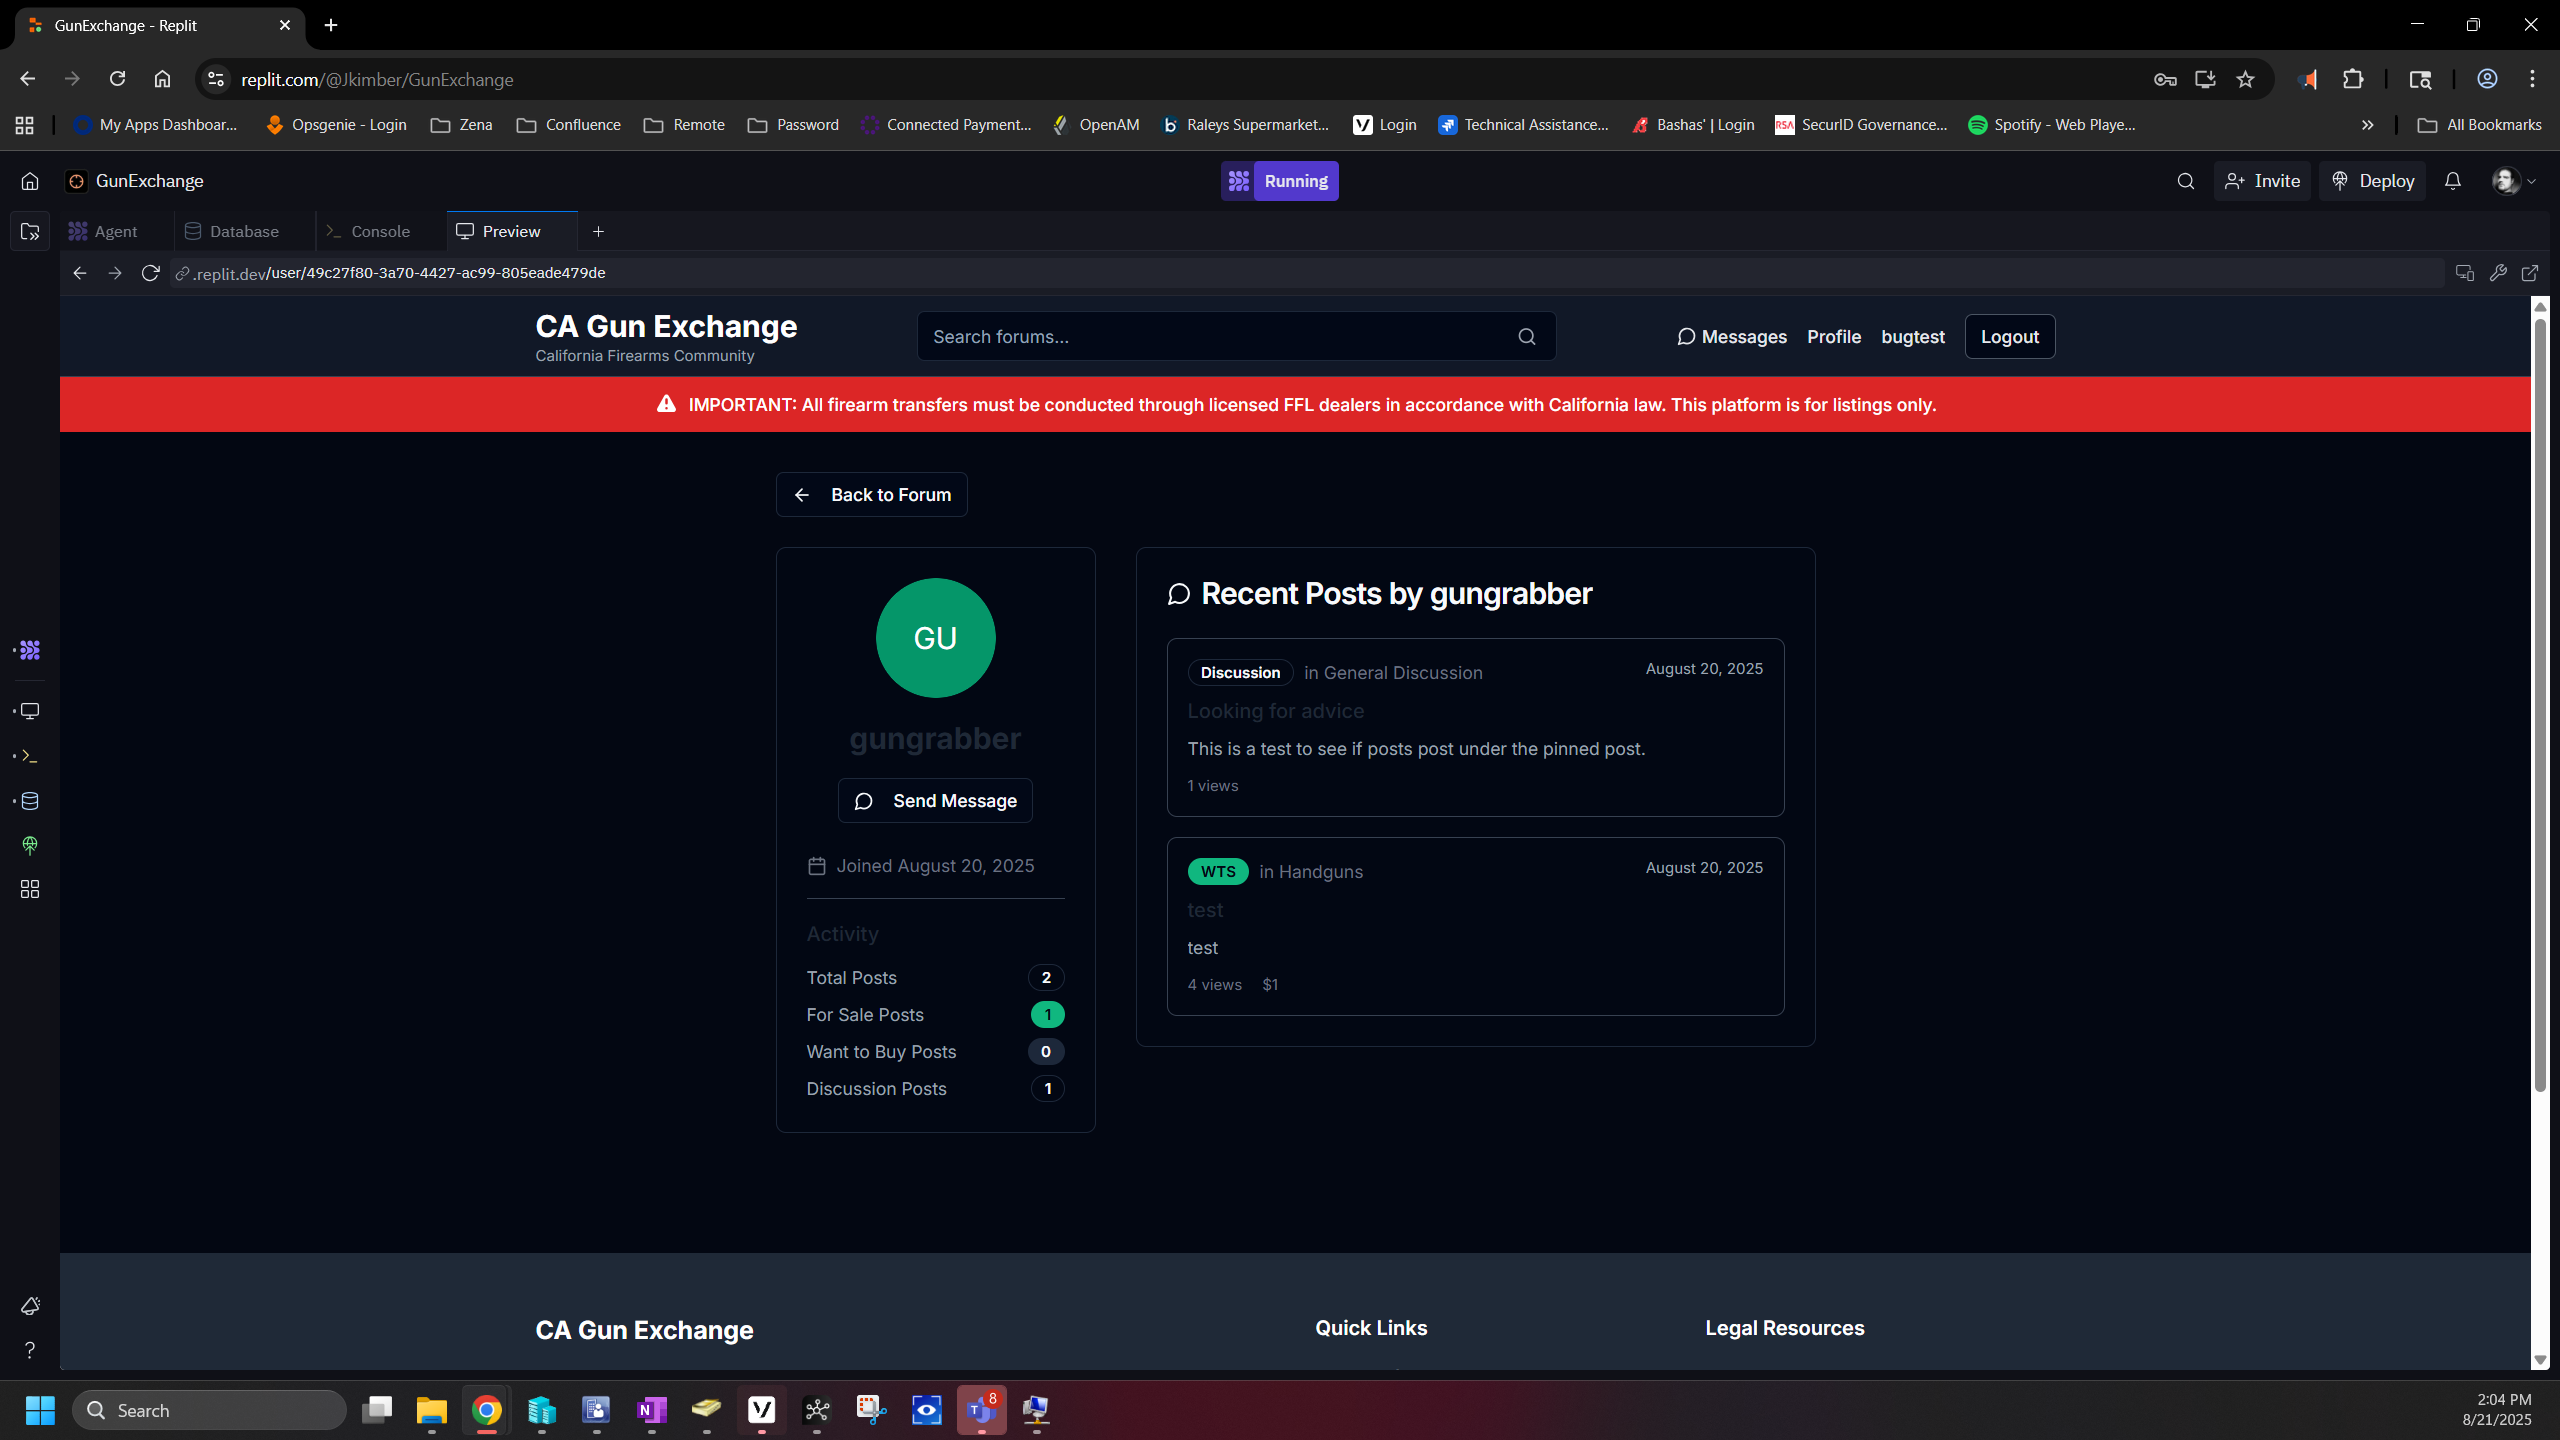 GunExchange - Replit
replit.com/@Jkimber/GunExchange
My Apps Dashboar...
Opsgenie - Login
Zena
Confluence
Remote
Password
Connected Payment...
OpenAM
Raleys Supermarket...
Login
Technical Assistance...
Bashas' | Login
RSA
SecurID Governance...
Spotify - Web Playe...
All Bookmarks
GunExchange
Running
Invite
Deploy
Agent
Database
Console
Preview
.replit.dev/user/49c27f80-3a70-4427-ac99-805eade479de
CA Gun Exchange
California Firearms Community
Search forums...
Messages
Profile
bugtest
Logout
IMPORTANT: All firearm transfers must be conducted through licensed FFL dealers in accordance with California law. This platform is for listings only.
Back to Forum
GU
gungrabber
Send Message
Joined August 20, 2025
Activity
Total Posts 2
For Sale Posts 1
Want to Buy Posts 0
Discussion Posts 1
Recent Posts by gungrabber
Discussion in General Discussion August 20, 2025
Looking for advice
This is a test to see if posts post under the pinned post.
1 views
WTS in Handguns August 20, 2025
test
test
4 views $1
CA Gun Exchange
Quick Links
Legal Resources
Search
8
2:04 PM
8/21/2025